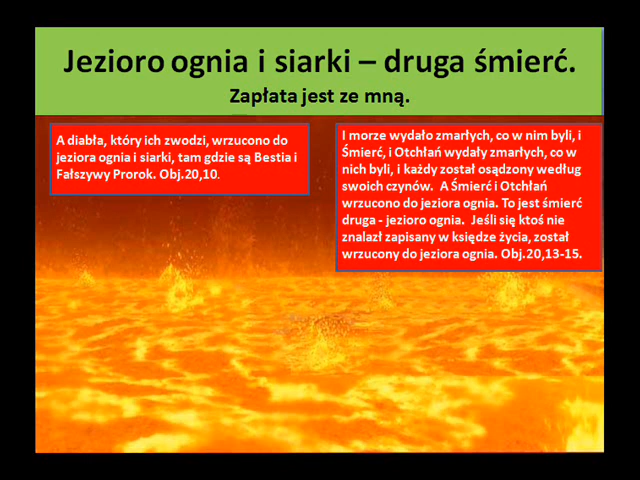 Jezioro ognia i siarki – druga śmierć.
Zapłata jest ze mną.
A diabła, który ich zwodzi, wrzucono do
jeziora ognia i siarki, tam gdzie są Bestia i
Fałszywy Prorok. Obj.20,10.
I morze wydało zmarłych, co w nim byli, i
Śmierć, i Otchłań wydały zmarłych, co w
nich byli, i każdy został osądzony według
swoich czynów. A Śmierć i Otchłań
wrzucono do jeziora ognia. To jest śmierć
druga - jezioro ognia. Jeśli się ktoś nie
znalazł zapisany w księdze życia, został
wrzucony do jeziora ognia. Obj.20,13-15.